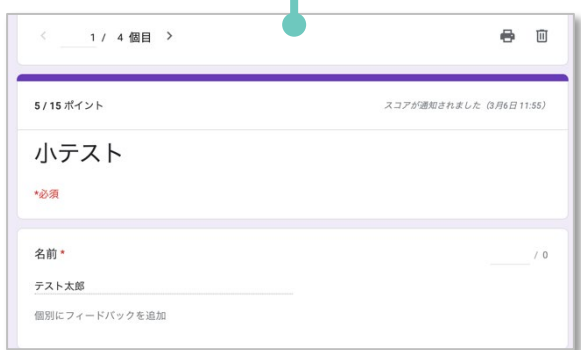 1 / 4 個目
5 / 15 ポイント スコアが通知されました (3月6日 11:55)
小テスト
*必須
名前 * / 0
テスト太郎
個別にフィードバックを追加